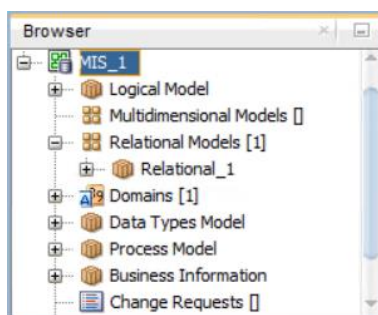 Browser
MIS_1
Logical Model
Multidimensional Models []
Relational Models [1]
Relational_1
Domains [1]
Data Types Model
Process Model
Business Information
Change Requests []